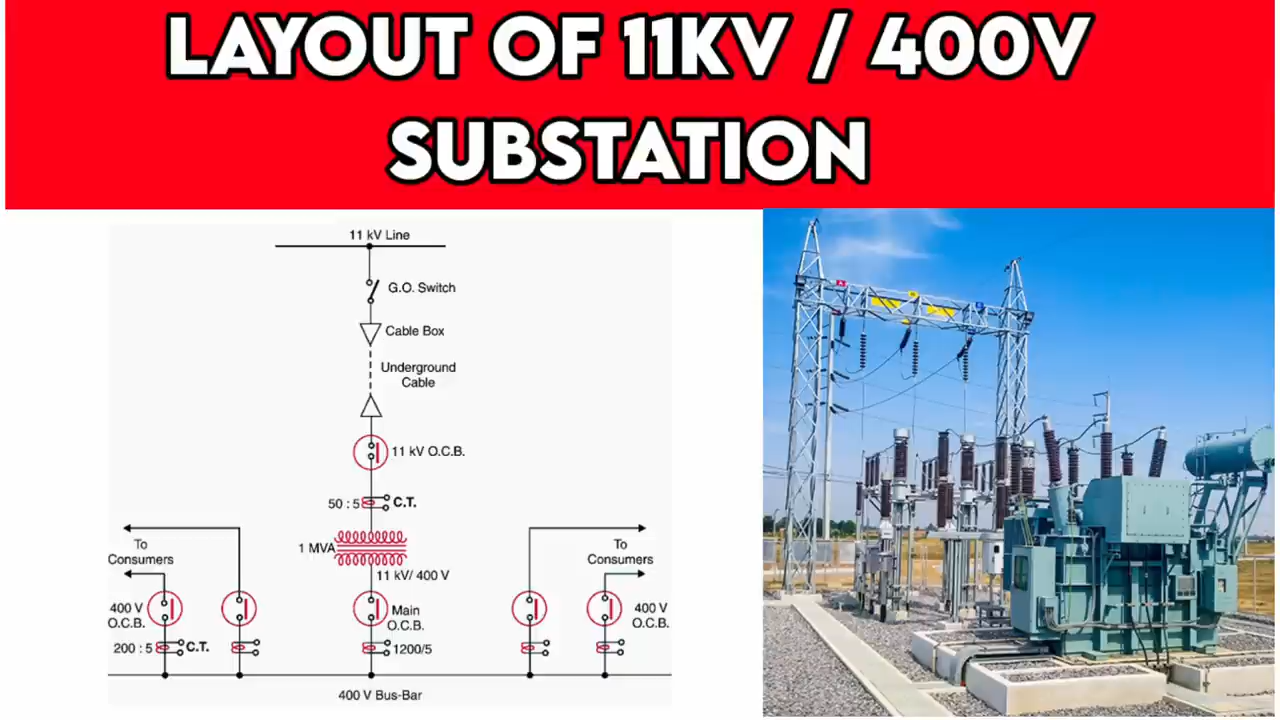 LAYOUT OF 11KV / 400V
SUBSTATION
11 kV Line
G.O. Switch
Cable Box
Underground
Cable
11 kV O.C.B.
50 : 5
C.T.
1 MVA
11 kV/ 400 V
To
Consumers
To
Consumers
400 V
O.C.B.
Main
O.C.B.
400 V
O.C.B.
200 : 5
C.T.
1200/5
400 V Bus-Bar